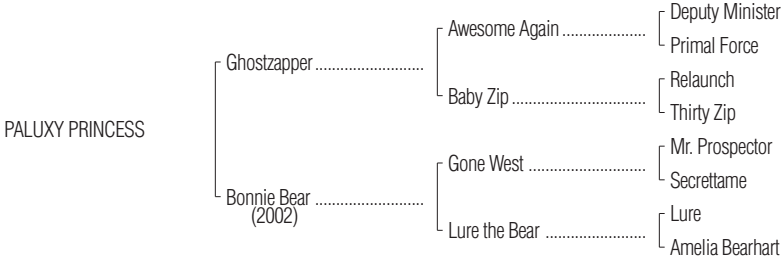 Deputy Minister
Awesome Again ......................
Primal Force
Ghostzapper ..........................
Relaunch
Baby Zip ..................................
Thirty Zip
PALUXY PRINCESS
Mr. Prospector
Gone West ..............................
Secrettame
Bonnie Bear ..........................
(2002)
Lure
Lure the Bear .........................
Amelia Bearhart